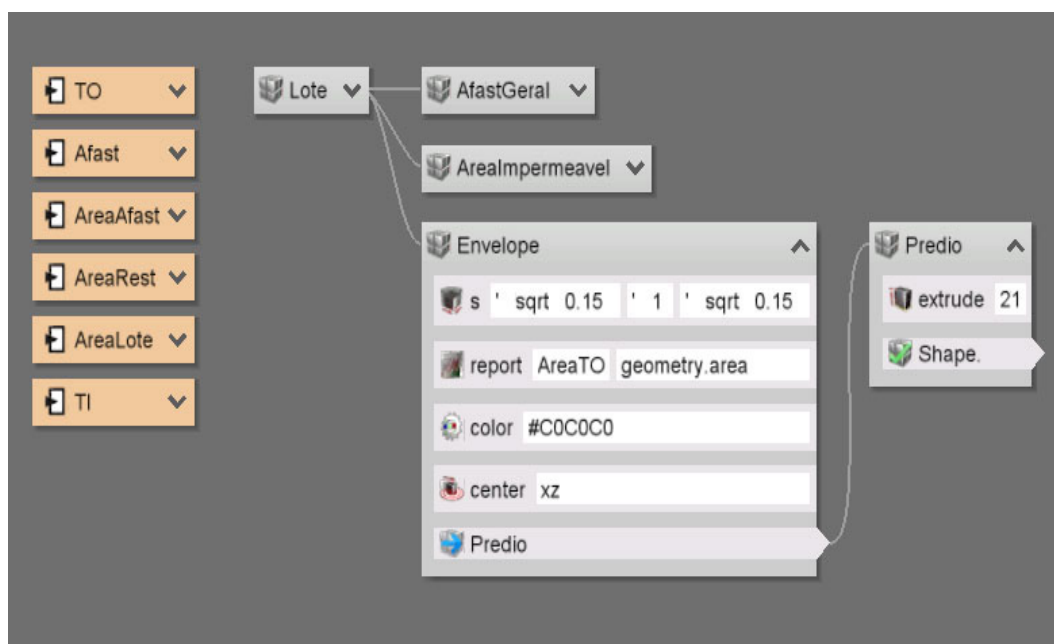 TO
Afast
AreaAfast
AreaRest
AreaLote
TI
Lote
AfastGeral
AreaImpermeavel
Envelope
s ' sqrt 0.15 ' 1 ' sqrt 0.15
report AreaTO geometry.area
color #C0C0C0
center xz
Predio
Predio
extrude 21
Shape.